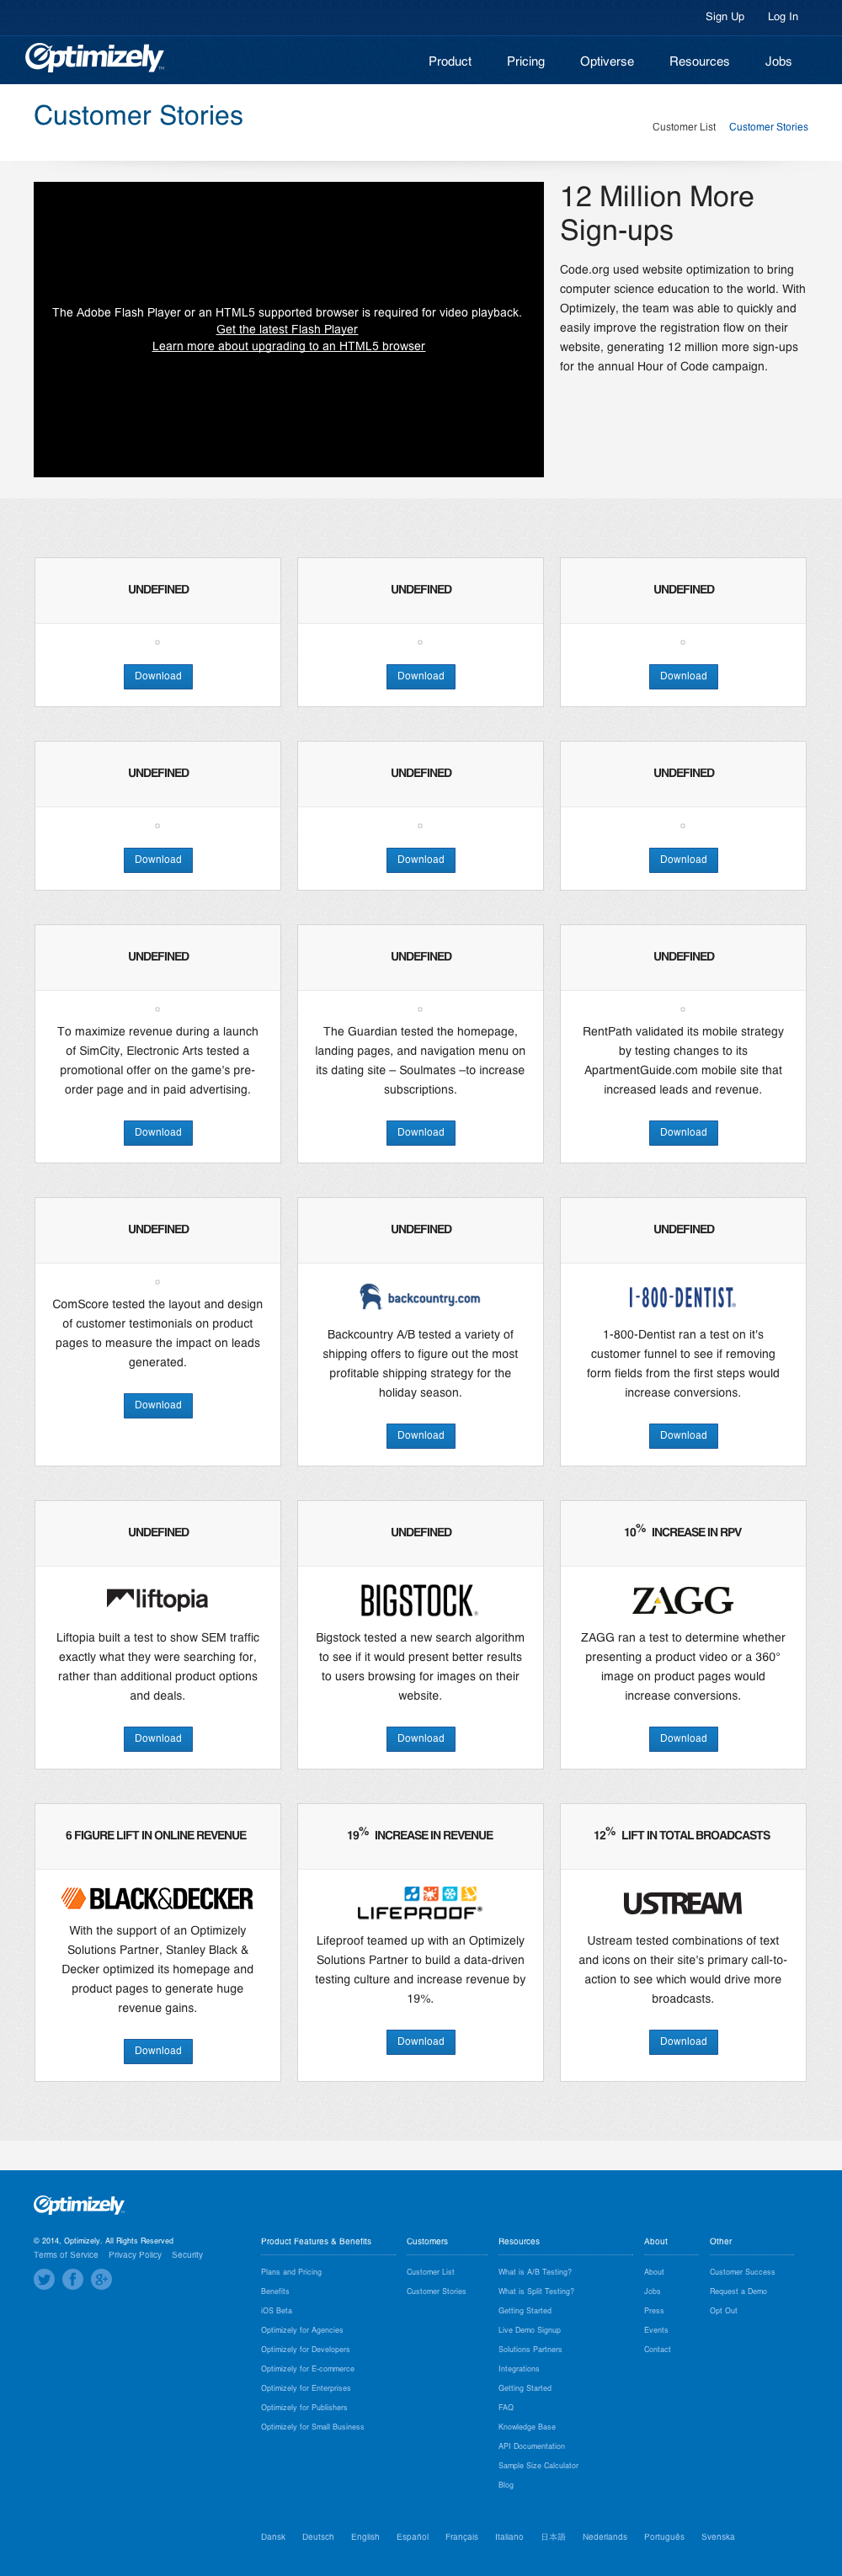 Sign Up Log In
Optimizely
Product Pricing Optiverse Resources Jobs
Customer Stories
Customer List Customer Stories
The Adobe Flash Player or an HTML5 supported browser is required for video playback.
Get the latest Flash Player
Learn more about upgrading to an HTML5 browser
12 Million More
Sign-ups
Code.org used website optimization to bring
computer science education to the world. With
Optimizely, the team was able to quickly and
easily improve the registration flow on their
website, generating 12 million more sign-ups
for the annual Hour of Code campaign.
UNDEFINED
Download
UNDEFINED
Download
UNDEFINED
Download
UNDEFINED
Download
UNDEFINED
Download
UNDEFINED
Download
UNDEFINED
To maximize revenue during a launch
of SimCity, Electronic Arts tested a
promotional offer on the game's pre-
order page and in paid advertising.
Download
UNDEFINED
The Guardian tested the homepage,
landing pages, and navigation menu on
its dating site – Soulmates –to increase
subscriptions.
Download
UNDEFINED
RentPath validated its mobile strategy
by testing changes to its
ApartmentGuide.com mobile site that
increased leads and revenue.
Download
UNDEFINED
ComScore tested the layout and design
of customer testimonials on product
pages to measure the impact on leads
generated.
Download
UNDEFINED
backcountry.com
Backcountry A/B tested a variety of
shipping offers to figure out the most
profitable shipping strategy for the
holiday season.
Download
UNDEFINED
1-800-DENTIST®
1-800-Dentist ran a test on it's
customer funnel to see if removing
form fields from the first steps would
increase conversions.
Download
UNDEFINED
liftopia
Liftopia built a test to show SEM traffic
exactly what they were searching for,
rather than additional product options
and deals.
Download
UNDEFINED
BIGSTOCK®
Bigstock tested a new search algorithm
to see if it would present better results
to users browsing for images on their
website.
Download
10% INCREASE IN RPV
ZAGG
ZAGG ran a test to determine whether
presenting a product video or a 360°
image on product pages would
increase conversions.
Download
6 FIGURE LIFT IN ONLINE REVENUE
BLACK&DECKER
With the support of an Optimizely
Solutions Partner, Stanley Black &
Decker optimized its homepage and
product pages to generate huge
revenue gains.
Download
19% INCREASE IN REVENUE
LIFEPROOF®
Lifeproof teamed up with an Optimizely
Solutions Partner to build a data-driven
testing culture and increase revenue by
19%.
Download
12% LIFT IN TOTAL BROADCASTS
USTREAM
Ustream tested combinations of text
and icons on their site's primary call-to-
action to see which would drive more
broadcasts.
Download
Optimizely
© 2014, Optimizely. All Rights Reserved
Terms of Service Privacy Policy Security
Product Features & Benefits
Plans and Pricing
Benefits
iOS Beta
Optimizely for Agencies
Optimizely for Developers
Optimizely for E-commerce
Optimizely for Enterprises
Optimizely for Publishers
Optimizely for Small Business
Customers
Customer List
Customer Stories
Resources
What is A/B Testing?
What is Split Testing?
Getting Started
Live Demo Signup
Solutions Partners
Integrations
Getting Started
FAQ
Knowledge Base
API Documentation
Sample Size Calculator
Blog
About
About
Jobs
Press
Events
Contact
Other
Customer Success
Request a Demo
Opt Out
Dansk Deutsch English Español Français Italiano 日本語 Nederlands Português Svenska